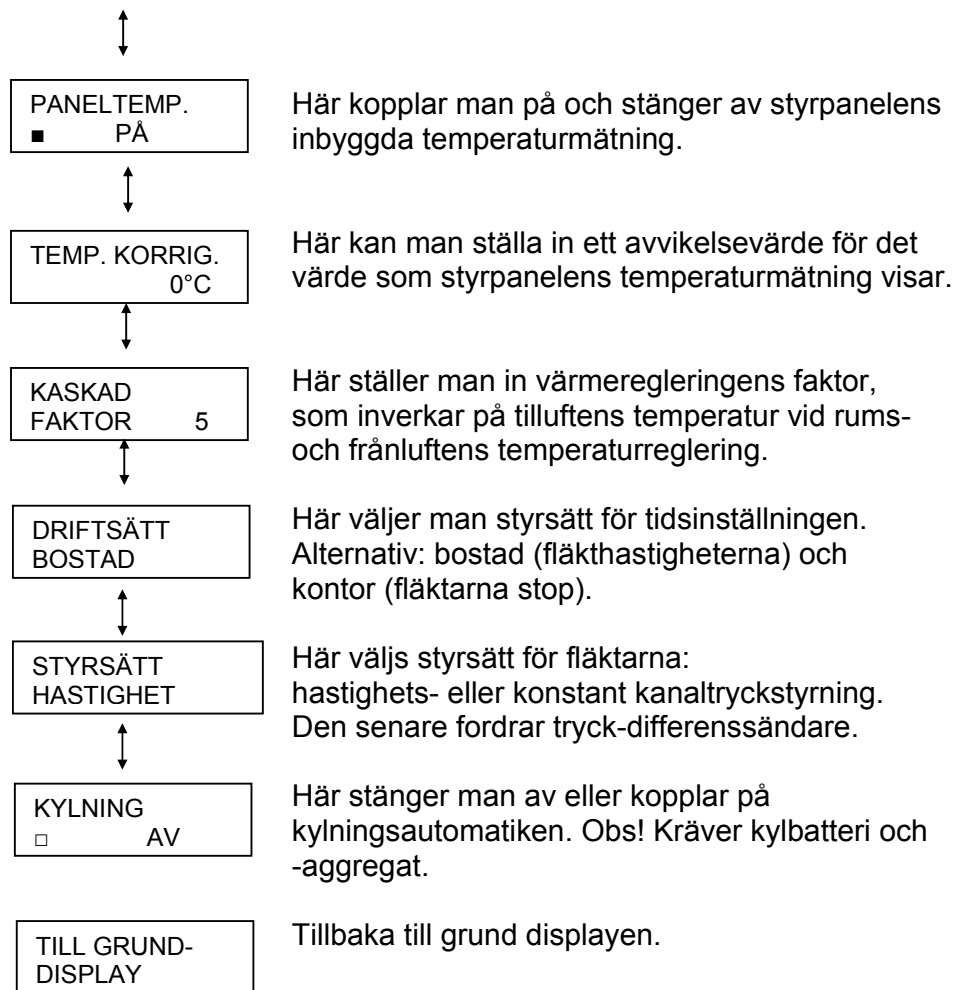 PANELTEMP.
■ PÅ
Här kopplar man på och stänger av styrpanelens
inbyggda temperaturmätning.
TEMP. KORRIG.
0°C
Här kan man ställa in ett avvikelsevärde för det
värde som styrpanelens temperaturmätning visar.
KASKAD
FAKTOR 5
Här ställer man in värmeregleringens faktor,
som inverkar på tilluftens temperatur vid rums-
och frånluftens temperaturreglering.
DRIFTSÄTT
BOSTAD
Här väljer man styrsätt för tidsinställningen.
Alternativ: bostad (fläkthastigheterna) och
kontor (fläktarna stop).
STYRSÄTT
HASTIGHET
Här väljs styrsätt för fläktarna:
hastighets- eller konstant kanaltryckstyrning.
Den senare fordrar tryck-differenssändare.
KYLNING
□ AV
Här stänger man av eller kopplar på
kylningsautomatiken. Obs! Kräver kylbatteri och
-aggregat.
TILL GRUND-
DISPLAY
Tillbaka till grund displayen.